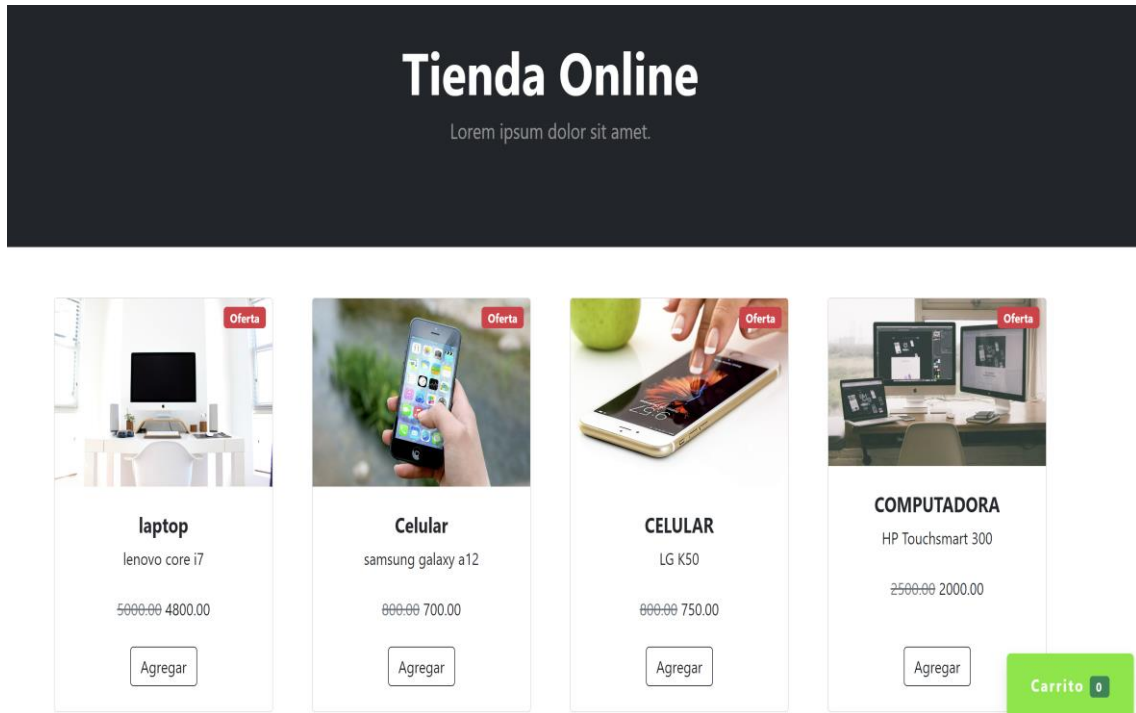 Tienda Online
Lorem ipsum dolor sit amet.
Oferta
laptop
lenovo core i7
5000.00 4800.00
Agregar
Oferta
Celular
samsung galaxy a12
800.00 700.00
Agregar
Oferta
9:57
CELULAR
LG K50
800.00 750.00
Agregar
Oferta
COMPUTADORA
HP Touchsmart 300
2500.00 2000.00
Agregar
Carrito 0